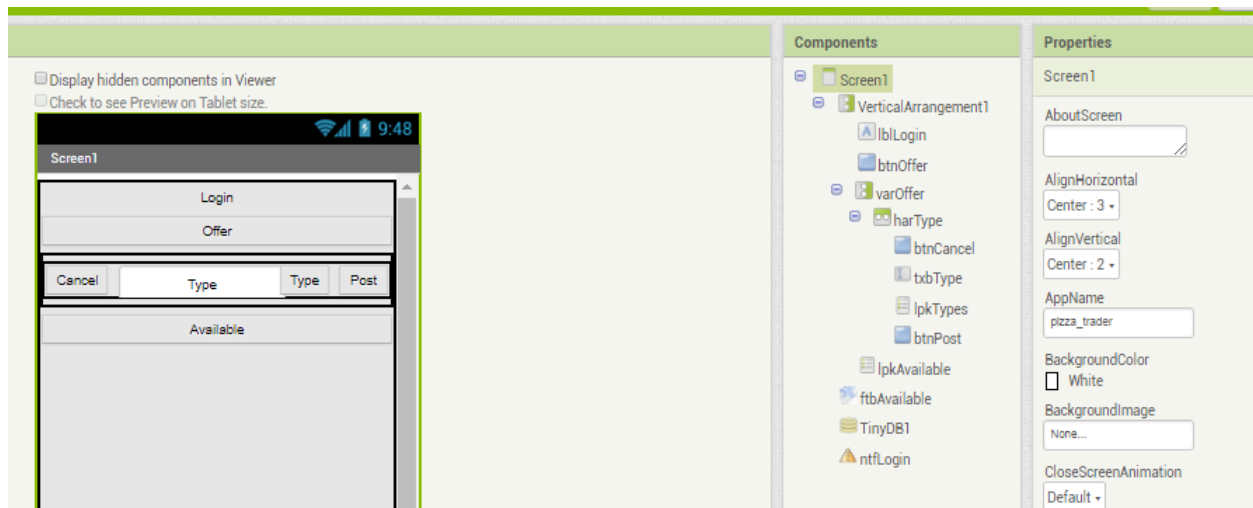 Display hidden components in Viewer
Check to see Preview on Tablet size.
9:48
Screen1
Login
Offer
Cancel
Type
Type
Post
Available
Components
Screen1
VerticalArrangement1
A
lblLogin
btnOffer
varOffer
harType
btnCancel
txbType
lpkTypes
btnPost
lpkAvailable
ftbAvailable
TinyDB1
ntfLogin
Properties
Screen1
AboutScreen
AlignHorizontal
Center : 3
AlignVertical
Center : 2
AppName
pizza_trader
BackgroundColor
White
BackgroundImage
None...
CloseScreenAnimation
Default